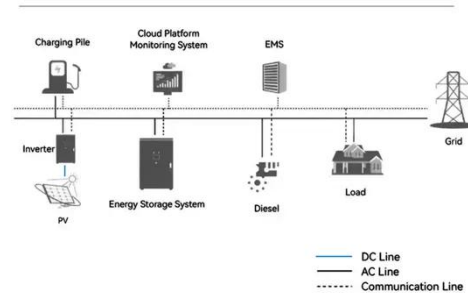 Charging Pile
Cloud Platform
Monitoring System
EMS
Grid
Inverter
PV
Energy Storage System
Diesel
Load
DC Line
AC Line
Communication Line